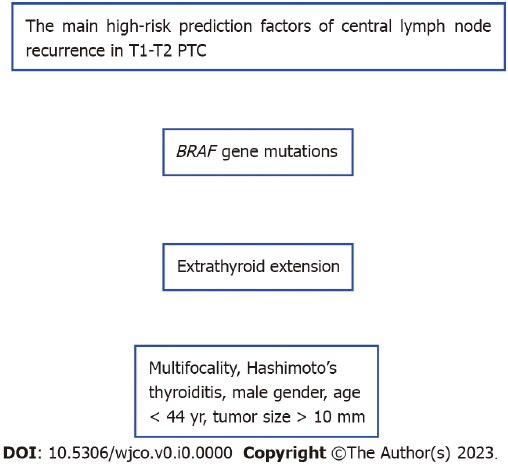 The main high-risk prediction factors of central lymph node
recurrence in T1-T2 PTC
BRAF gene mutations
Extrathyroid extension
Multifocality, Hashimoto's
thyroiditis, male gender, age
< 44 yr, tumor size > 10 mm
DOI: 10.5306/wjco.v0.i0.0000 Copyright ©The Author(s) 2023.